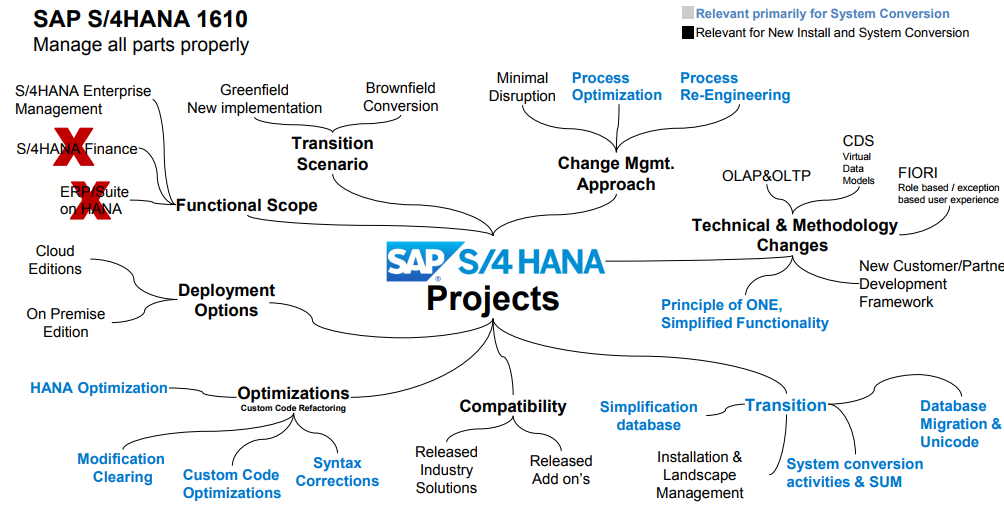 SAP S/4HANA 1610
Manage all parts properly
Relevant primarily for System Conversion
Relevant for New Install and System Conversion
S/4HANA Enterprise
Management
S/4HANA Finance
ERP/Suite
on HANA
Functional Scope
Greenfield
New implementation
Brownfield
Conversion
Transition
Scenario
Minimal
Disruption
Process
Optimization
Process
Re-Engineering
Change Mgmt.
Approach
OLAP&OLTP
CDS
Virtual
Data
Models
FIORI
Role based / exception
based user experience
Technical & Methodology
Changes
New Customer/Partne
Development
Framework
Principle of ONE,
Simplified Functionality
SAP® S/4 HANA
Projects
Cloud
Editions
On Premise
Edition
Deployment
Options
HANA Optimization
Optimizations
Custom Code Refactoring
Modification
Clearing
Custom Code
Optimizations
Syntax
Corrections
Compatibility
Released
Industry
Solutions
Released
Add on's
Simplification
database
Transition
Installation &
Landscape
Management
System conversion
activities & SUM
Database
Migration &
Unicode